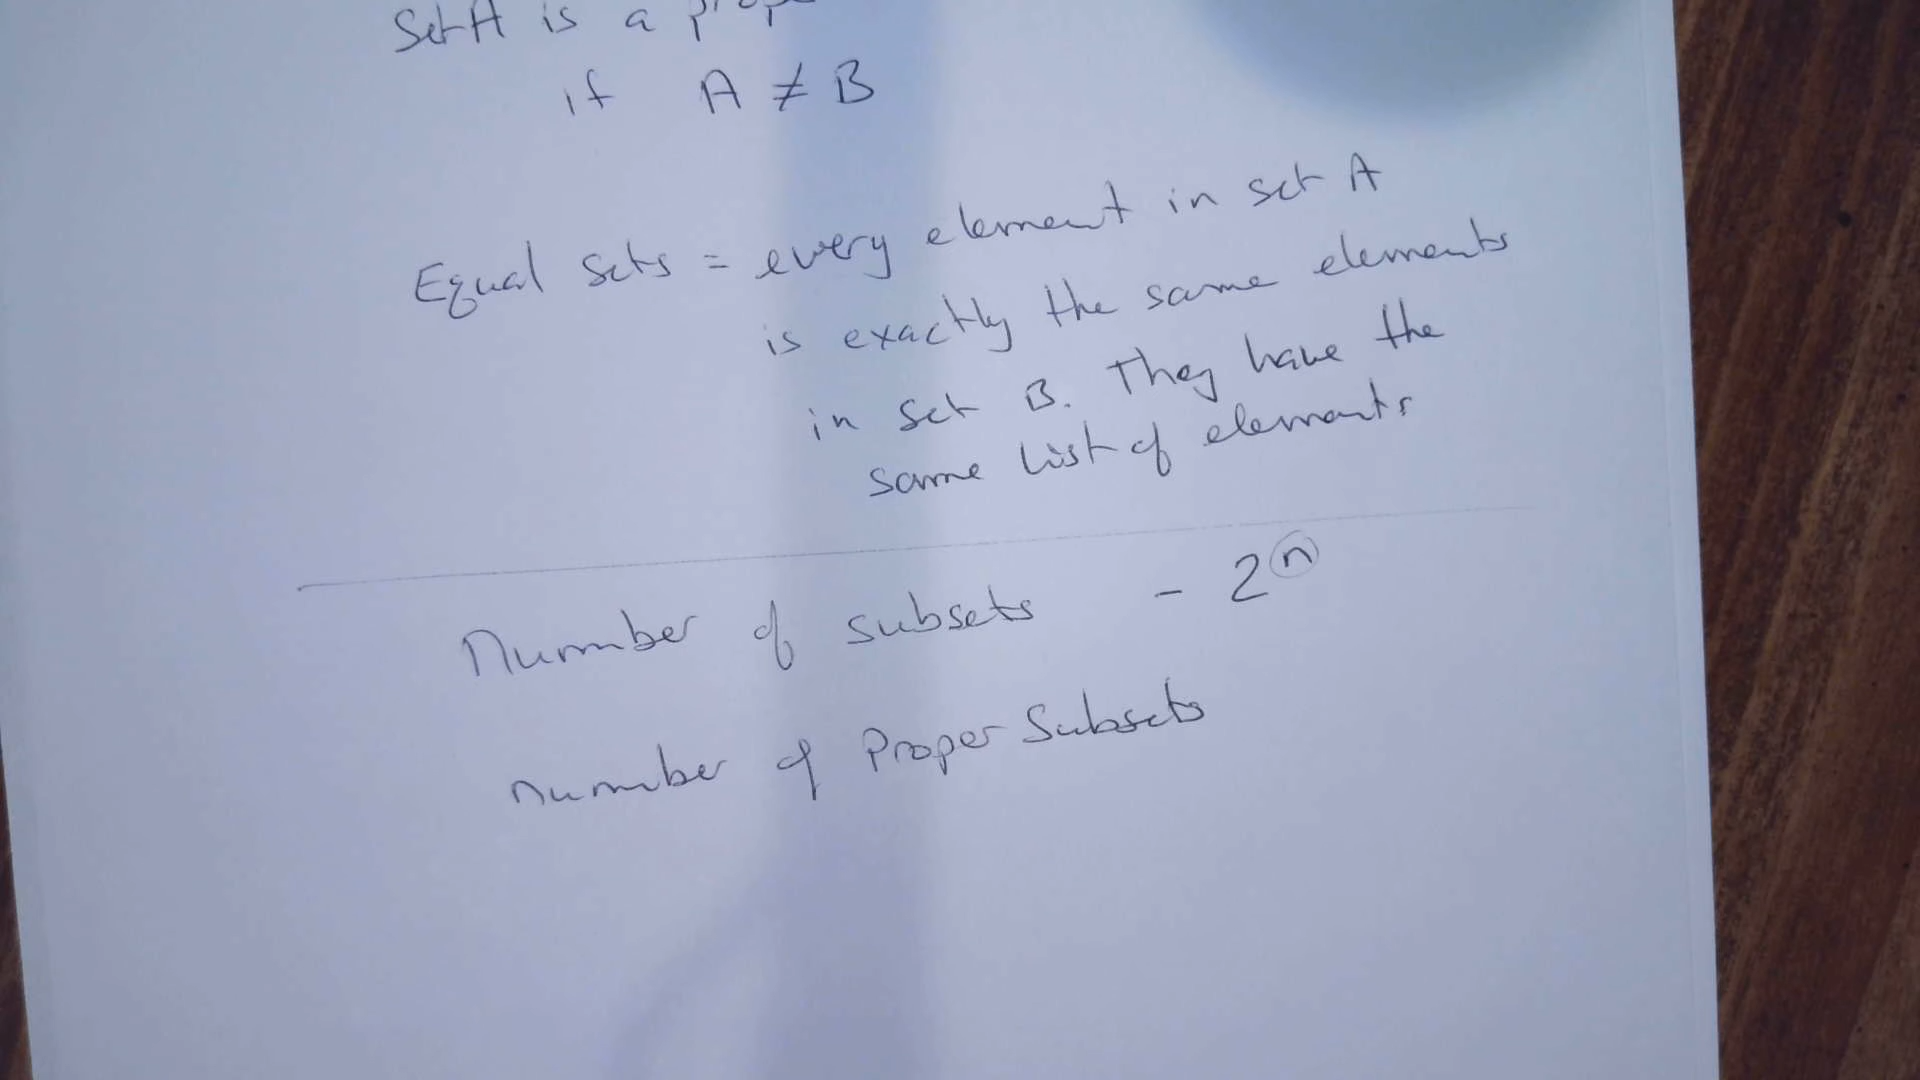 Set A is a
if A ≠ B
Equal Sets = every element in set A
is exactly the same elements
in set B. They have the
same list of elements
Number of subsets - 2ⁿ
number of Proper Subsets